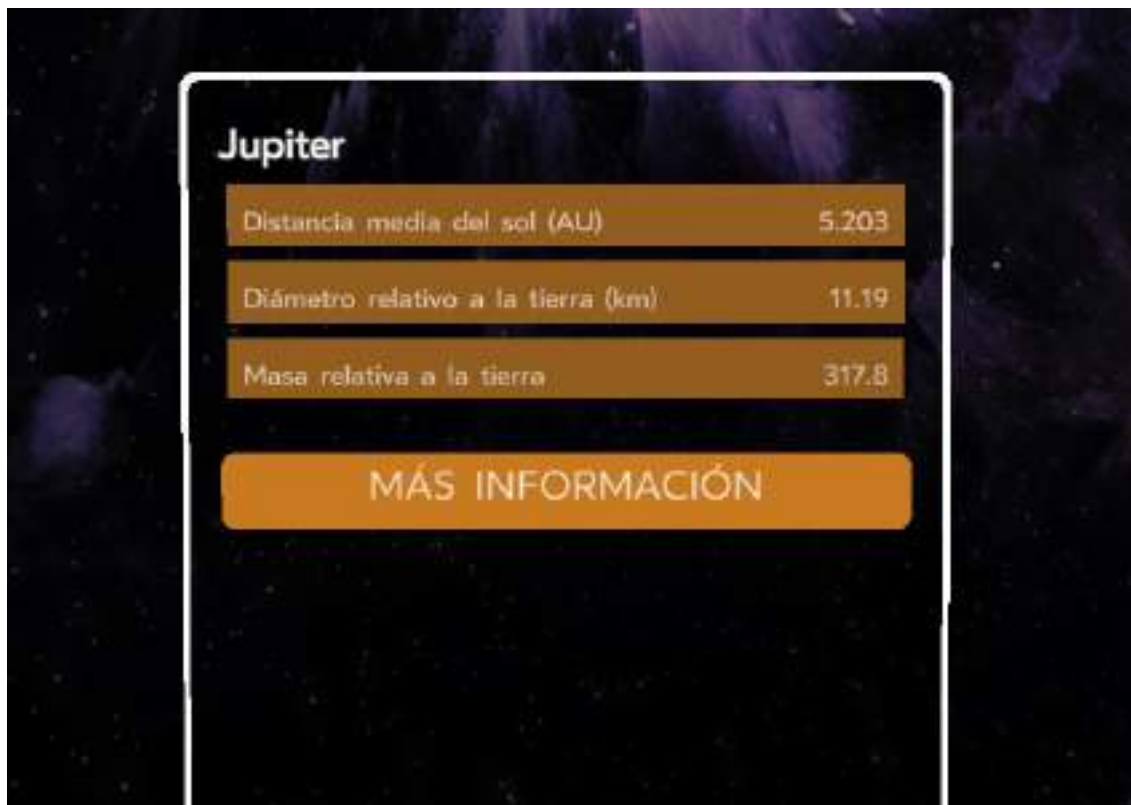 Jupiter
Distancia media del sol (AU) 5.203
Diámetro relativo a la tierra (km) 11.19
Masa relativa a la tierra 317.8
MÁS INFORMACIÓN